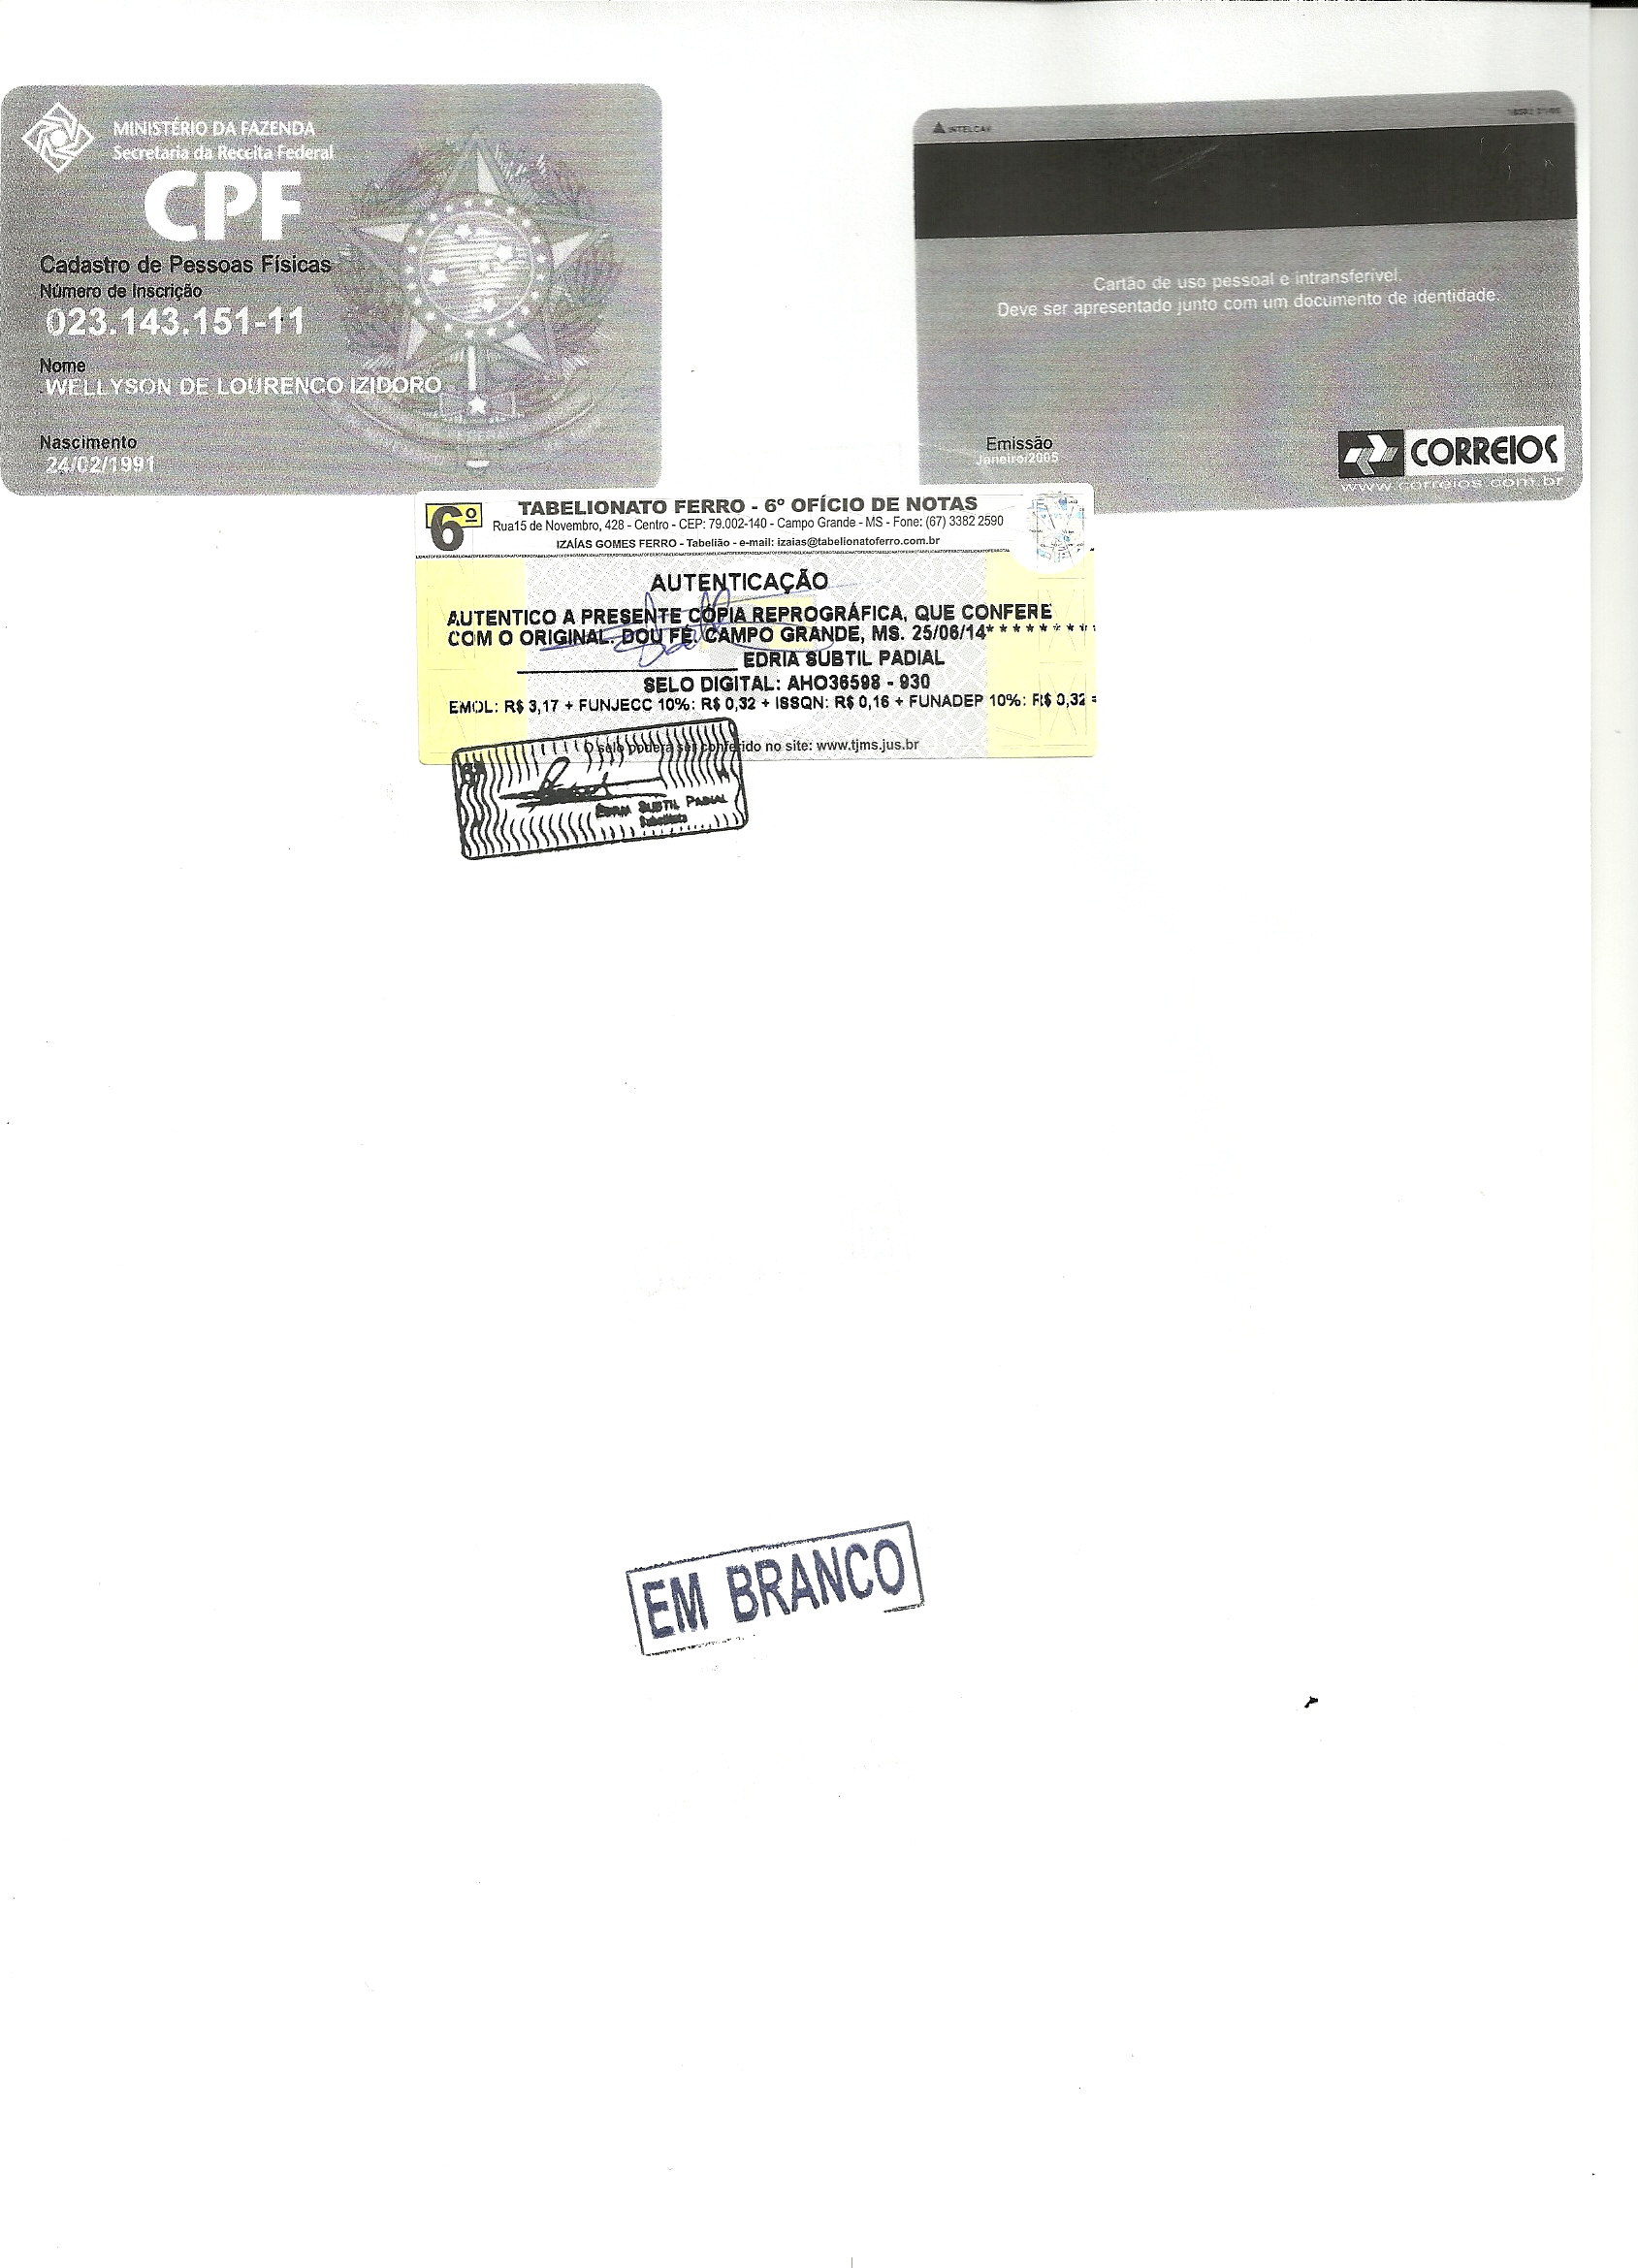 MINISTÉRIO DA FAZENDA
Secretaria da Receita Federal
CPF
Cadastro de Pessoas Físicas
Número de Inscrição
023.143.151-11
Nome
WELLYSON DE LOURENCO IZIDORO
Nascimento
24/02/1991
INTELCAV
Cartão de uso pessoal e intransferível.
Deve ser apresentado junto com um documento de identidade.
Emissão
Janeiro/2005
CORREIOS
www.correios.com.br
6º
TABELIONATO FERRO - 6º OFÍCIO DE NOTAS
Rua15 de Novembro, 428 - Centro - CEP: 79.002-140 - Campo Grande - MS - Fone: (67) 3382 2590
IZAÍAS GOMES FERRO - Tabelião - e-mail: izaias@tabelionatoferro.com.br
AUTENTICAÇÃO
AUTENTICO A PRESENTE CÓPIA REPROGRÁFICA, QUE CONFERE
COM O ORIGINAL. DOU FÉ. CAMPO GRANDE, MS. 25/06/14*********
EDRIA SUBTIL PADIAL
SELO DIGITAL: AHO36598 - 930
EMOL: R$ 3,17 + FUNJECC 10%: R$ 0,32 + ISSQN: R$ 0,16 + FUNADEP 10%: R$ 0,32 =
O selo poderá ser conferido no site: www.tjms.jus.br
EDRIA SUBTIL PADIAL
Substituta
EM BRANCO